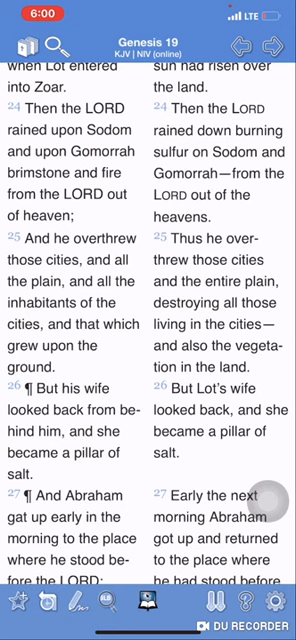 6:00
LTE
Genesis 19
KJV | NIV (online)
when Lot entered
into Zoar.
24 Then the LORD
rained upon Sodom
and upon Gomorrah
brimstone and fire
from the LORD out
of heaven;
25 And he overthrew
those cities, and all
the plain, and all the
inhabitants of the
cities, and that which
grew upon the
ground.
26 ¶ But his wife
looked back from be-
hind him, and she
became a pillar of
salt.
27 ¶ And Abraham
gat up early in the
morning to the place
where he stood be-
fore the LORD:
sun had risen over
the land.
24 Then the LORD
rained down burning
sulfur on Sodom and
Gomorrah—from the
LORD out of the
heavens.
25 Thus he over-
threw those cities
and the entire plain,
destroying all those
living in the cities—
and also the vegeta-
tion in the land.
26 But Lot’s wife
looked back, and she
became a pillar of
salt.
27 Early the next
morning Abraham
got up and returned
to the place where
he had stood before
DU RECORDER